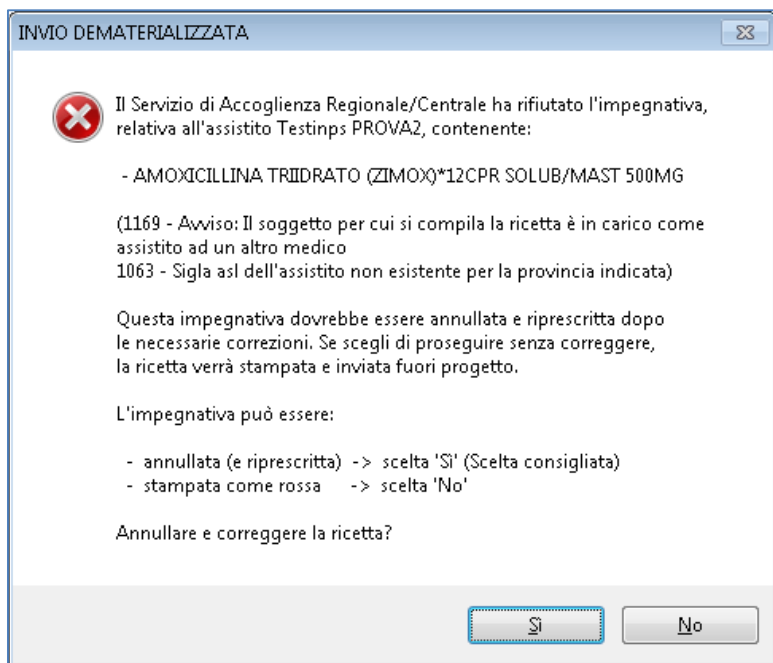 INVIO DEMATERIALIZZATA
Il Servizio di Accoglienza Regionale/Centrale ha rifiutato l'impegnativa,
relativa all'assistito Testinps PROVA2, contenente:
- AMOXICILLINA TRIIDRATO (ZIMOX)*12CPR SOLUB/MAST 500MG
(1169 - Avviso: Il soggetto per cui si compila la ricetta è in carico come
assistito ad un altro medico
1063 - Sigla asl dell'assistito non esistente per la provincia indicata)
Questa impegnativa dovrebbe essere annullata e riprescritta dopo
le necessarie correzioni. Se scegli di proseguire senza correggere,
la ricetta verrà stampata e inviata fuori progetto.
L'impegnativa può essere:
- annullata (e riprescritta) -> scelta 'Sì' (Scelta consigliata)
- stampata come rossa -> scelta 'No'
Annullare e correggere la ricetta?
Sì No